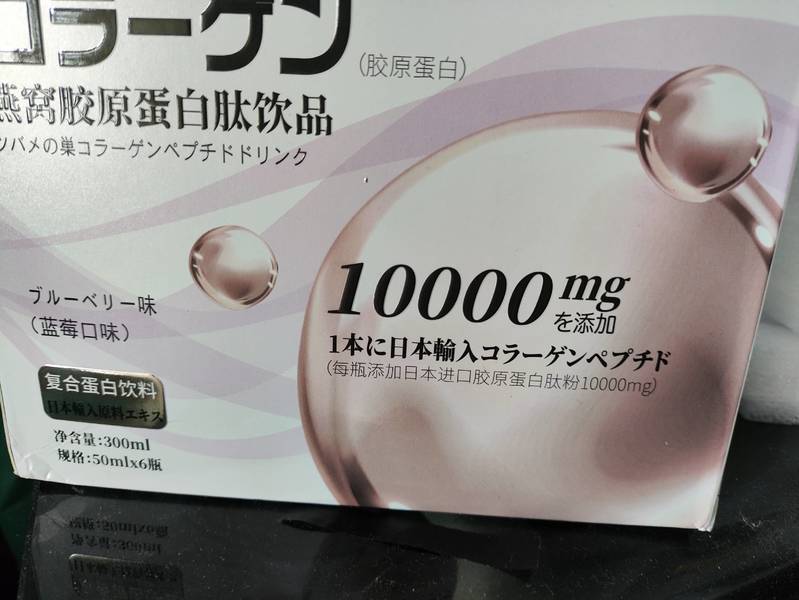 コラーゲン
(胶原蛋白)
燕窝胶原蛋白肽饮品
ツバメの巣コラーゲンペプチドドリンク
10000mg
を添加
1本に日本輸入コラーゲンペプチド
(每瓶添加日本进口胶原蛋白肽粉10000mg)
ブルーベリー味
(蓝莓口味)
复合蛋白饮料
日本輸入原料エキス
净含量:300ml
规格:50mlx6瓶